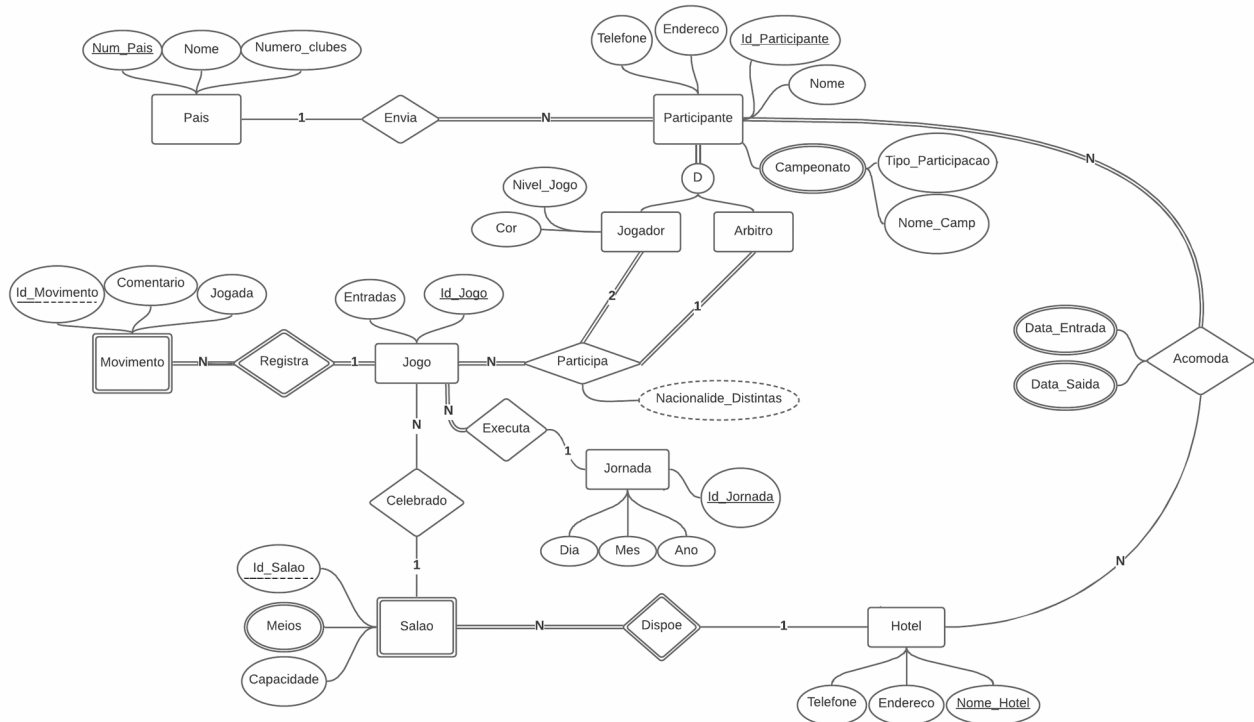 Telefone
Endereco
Id_Participante
Num_Pais
Nome
Numero_clubes
Nome
Pais
1
Envia
N
Participante
N
Campeonato
Tipo_Participacao
D
Nivel_Jogo
Nome_Camp
Cor
Jogador
Arbitro
Id_Movimento
Comentario
Jogada
Entradas
Id_Jogo
2
1
Data_Entrada
Movimento
N
Registra
1
Jogo
N
Participa
Acomoda
Data_Saida
Nacionalide_Distintas
N
N
Executa
1
Jornada
Id_Jornada
Celebrado
Dia
Mes
Ano
1
N
Id_Salao
Meios
Salao
N
Dispoe
1
Hotel
Capacidade
Telefone
Endereco
Nome_Hotel